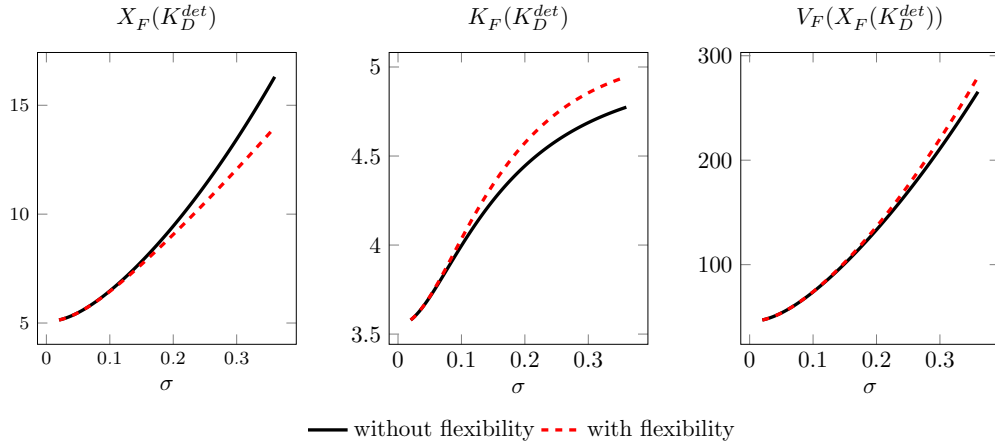 X_F(K_D^{det})
15
10
5
0
0.1
0.2
0.3
σ
K_F(K_D^{det})
5
4.5
4
3.5
0
0.1
0.2
0.3
σ
V_F(X_F(K_D^{det}))
300
200
100
0
0.1
0.2
0.3
σ
without flexibility
with flexibility